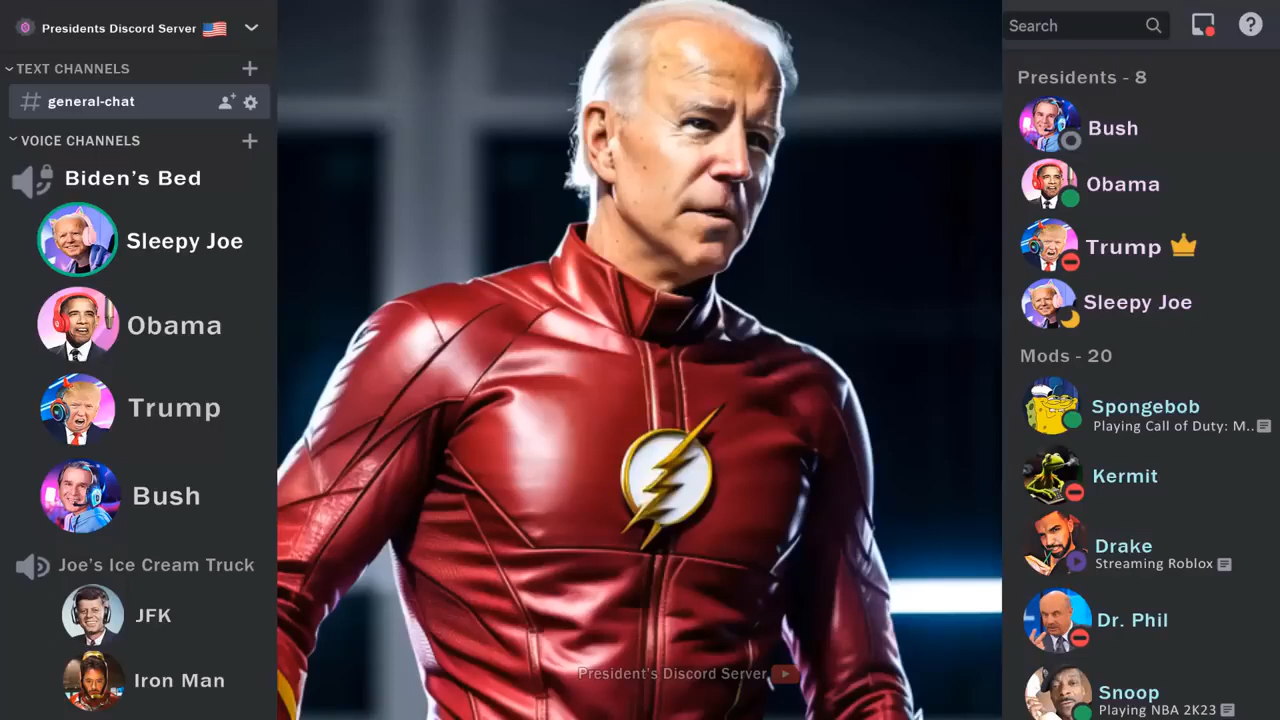 Presidents Discord Server
TEXT CHANNELS
# general-chat
VOICE CHANNELS
Biden's Bed
Sleepy Joe
Obama
Trump
Bush
Joe's Ice Cream Truck
JFK
Iron Man
President's Discord Server
Search
Presidents - 8
Bush
Obama
Trump
Sleepy Joe
Mods - 20
Spongebob
Playing Call of Duty: M..
Kermit
Drake
Streaming Roblox
Dr. Phil
Snoop
Playing NBA 2K23